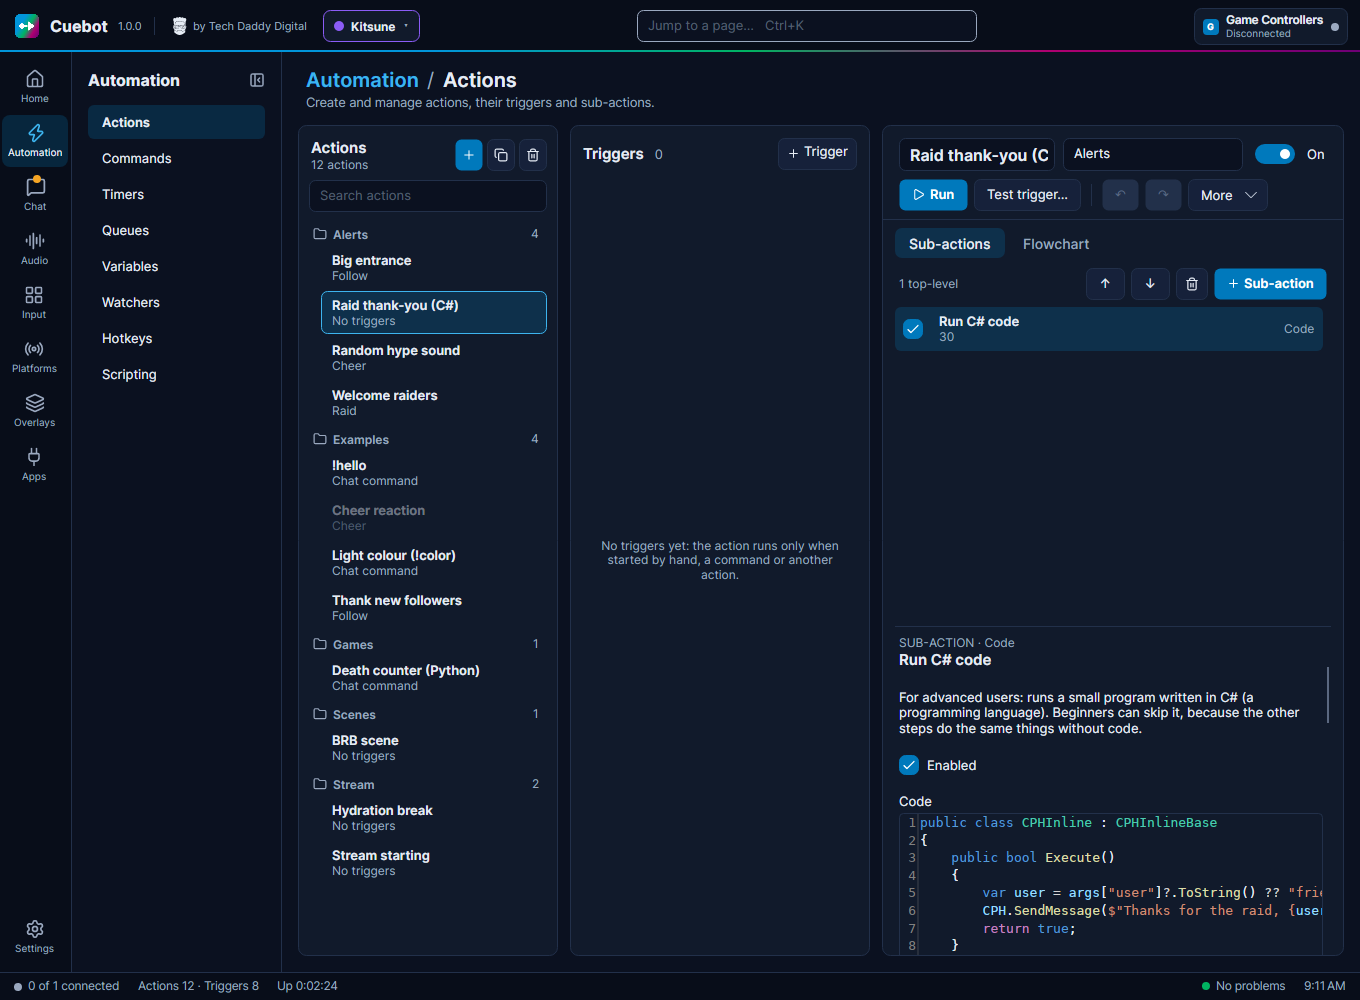 Cuebot 1.0.0 by Tech Daddy Digital Kitsune
Jump to a page... Ctrl+K
G Game Controllers
Disconnected
Home
Automation
Chat
Audio
Input
Platforms
Overlays
Apps
Settings
Automation
Actions
Commands
Timers
Queues
Variables
Watchers
Hotkeys
Scripting
Automation / Actions
Create and manage actions, their triggers and sub-actions.
Actions
12 actions
Search actions
Alerts 4
Big entrance
Follow
Raid thank-you (C#)
No triggers
Random hype sound
Cheer
Welcome raiders
Raid
Examples 4
!hello
Chat command
Cheer reaction
Cheer
Light colour (!color)
Chat command
Thank new followers
Follow
Games 1
Death counter (Python)
Chat command
Scenes 1
BRB scene
No triggers
Stream 2
Hydration break
No triggers
Stream starting
No triggers
Triggers 0
+ Trigger
No triggers yet: the action runs only when
started by hand, a command or another
action.
Raid thank-you (C Alerts On
Run Test trigger... More
Sub-actions Flowchart
1 top-level + Sub-action
Run C# code
30
Code
SUB-ACTION · Code
Run C# code
For advanced users: runs a small program written in C# (a
programming language). Beginners can skip it, because the other
steps do the same things without code.
Enabled
Code
1 public class CPHInline : CPHInlineBase
2 {
3 public bool Execute()
4 {
5 var user = args["user"]?.ToString() ?? "frie
6 CPH.SendMessage($"Thanks for the raid, {user
7 return true;
8 }
0 of 1 connected Actions 12 · Triggers 8 Up 0:02:24
No problems 9:11 AM